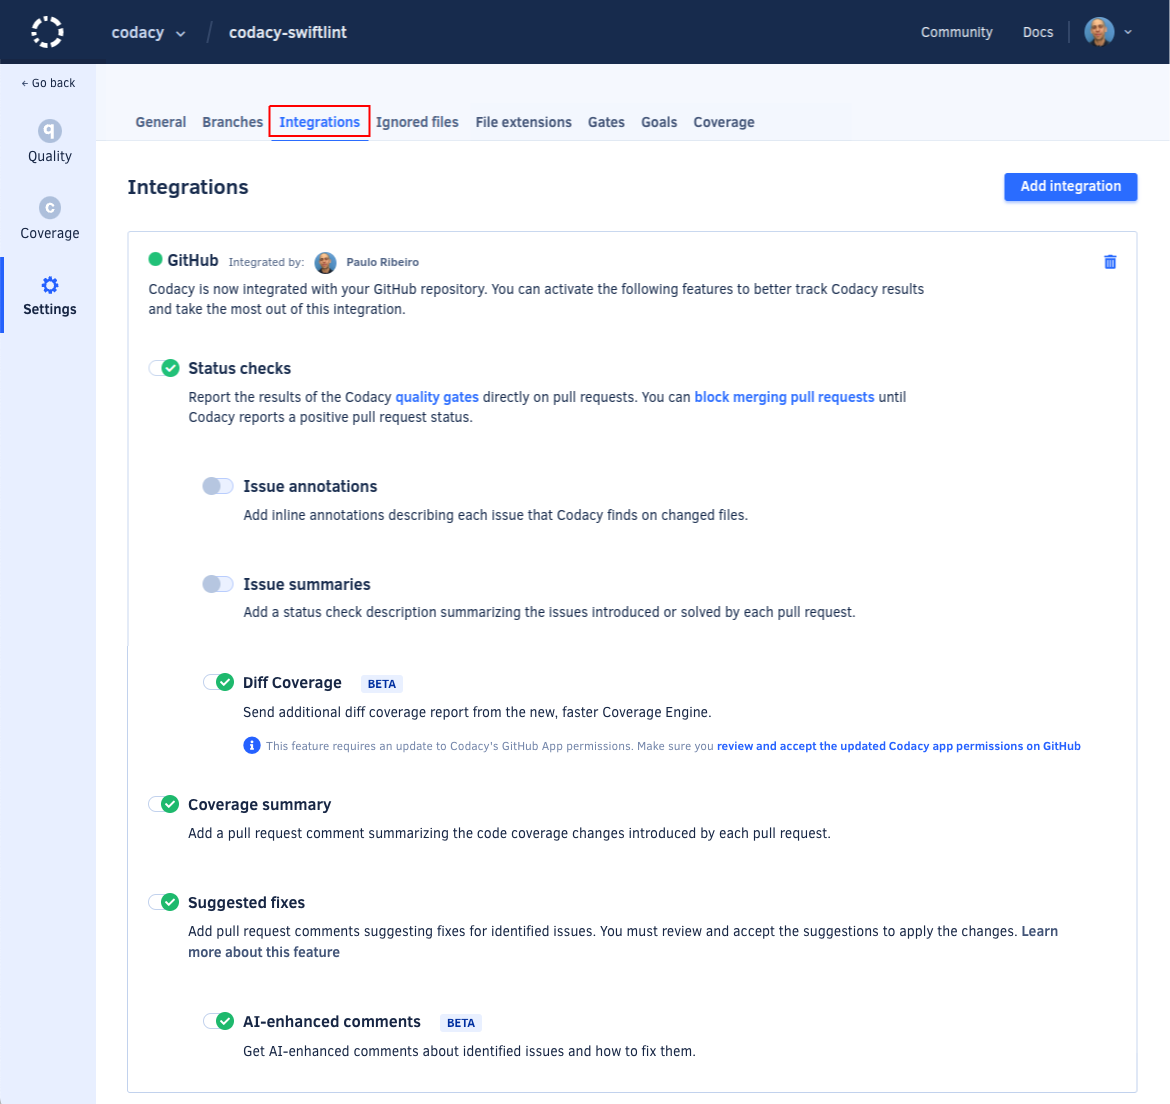 codacy / codacy-swiftlint
Community Docs
← Go back
q
Quality
c
Coverage
Settings
General Branches Integrations Ignored files File extensions Gates Goals Coverage
Integrations
Add integration
GitHub Integrated by: Paulo Ribeiro
Codacy is now integrated with your GitHub repository. You can activate the following features to better track Codacy results
and take the most out of this integration.
Status checks
Report the results of the Codacy quality gates directly on pull requests. You can block merging pull requests until
Codacy reports a positive pull request status.
Issue annotations
Add inline annotations describing each issue that Codacy finds on changed files.
Issue summaries
Add a status check description summarizing the issues introduced or solved by each pull request.
Diff Coverage BETA
Send additional diff coverage report from the new, faster Coverage Engine.
i This feature requires an update to Codacy's GitHub App permissions. Make sure you review and accept the updated Codacy app permissions on GitHub
Coverage summary
Add a pull request comment summarizing the code coverage changes introduced by each pull request.
Suggested fixes
Add pull request comments suggesting fixes for identified issues. You must review and accept the suggestions to apply the changes. Learn
more about this feature
AI-enhanced comments BETA
Get AI-enhanced comments about identified issues and how to fix them.